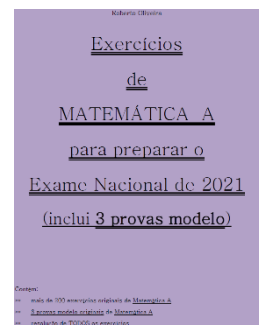 Roberto Oliveira
Exercícios
de
MATEMÁTICA A
para preparar o
Exame Nacional de 2021
(inclui 3 provas modelo)
Contém:
»» mais de 100 exercícios originais de Matemática A
»» 3 provas modelo originais de Matemática A
»» resolução de TODOS os exercícios